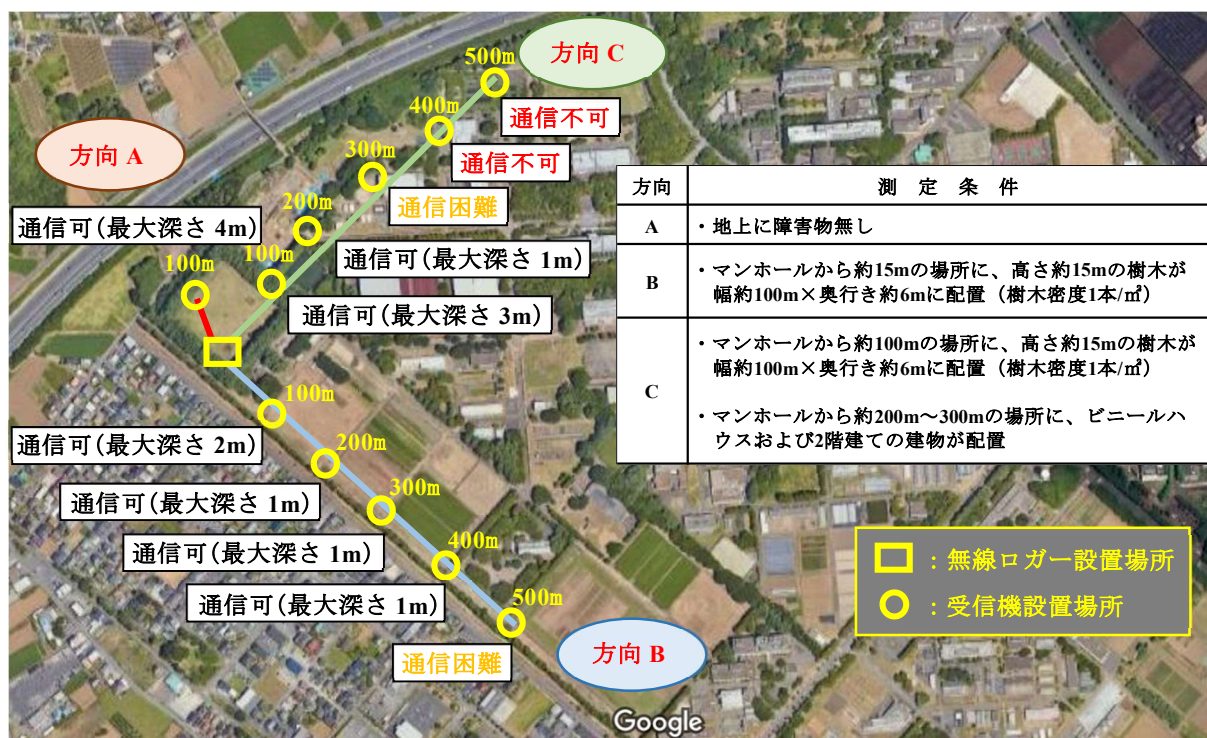 方向 C
500m
通信不可
400m
通信不可
方向 A
300m
通信困難
200m
通信可(最大深さ 4m)
通信可(最大深さ 1m)
100m
100m
通信可(最大深さ 3m)
方向
測 定 条 件
A
・地上に障害物無し
B
・マンホールから約15mの場所に、高さ約15mの樹木が
幅約100m×奥行き約6mに配置（樹木密度1本/㎡）
C
・マンホールから約100mの場所に、高さ約15mの樹木が
幅約100m×奥行き約6mに配置（樹木密度1本/㎡）
・マンホールから約200m～300mの場所に、ビニールハ
ウスおよび2階建ての建物が配置
100m
通信可(最大深さ 2m)
200m
通信可(最大深さ 1m)
300m
通信可(最大深さ 1m)
400m
通信可(最大深さ 1m)
500m
通信困難
方向 B
：無線ロガー設置場所
：受信機設置場所
Google